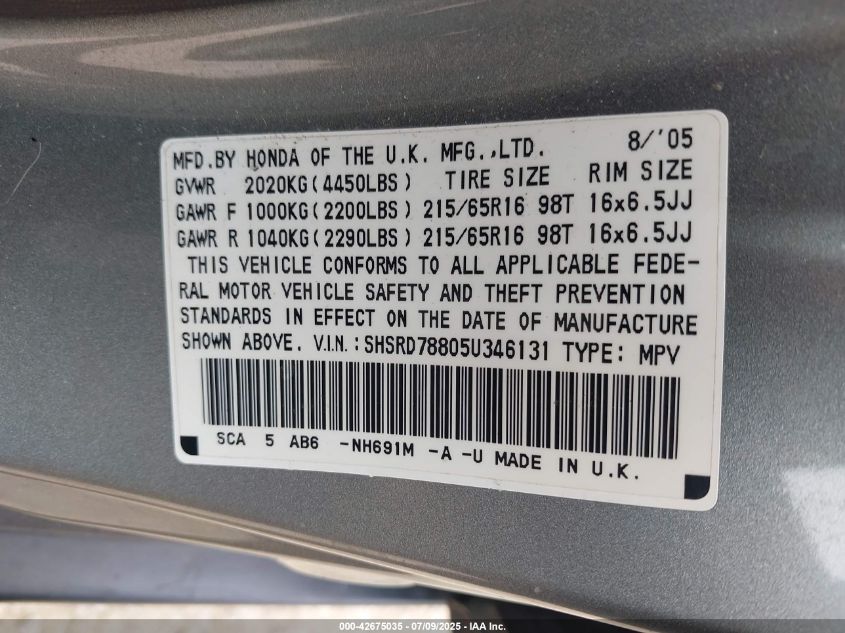 MFD.BY HONDA OF THE U.K. MFG.,LTD. 8/'05
GVWR 2020KG(4450LBS) TIRE SIZE RIM SIZE
GAWR F 1000KG(2200LBS) 215/65R16 98T 16x6.5JJ
GAWR R 1040KG(2290LBS) 215/65R16 98T 16x6.5JJ
THIS VEHICLE CONFORMS TO ALL APPLICABLE FEDE-
RAL MOTOR VEHICLE SAFETY AND THEFT PREVENTION
STANDARDS IN EFFECT ON THE DATE OF MANUFACTURE
SHOWN ABOVE. V.I.N.: SHSRD78805U346131 TYPE: MPV
SCA 5 AB6 -NH691M -A -U MADE IN U.K.
000-42675035 - 07/09/2025 - IAA, Inc.